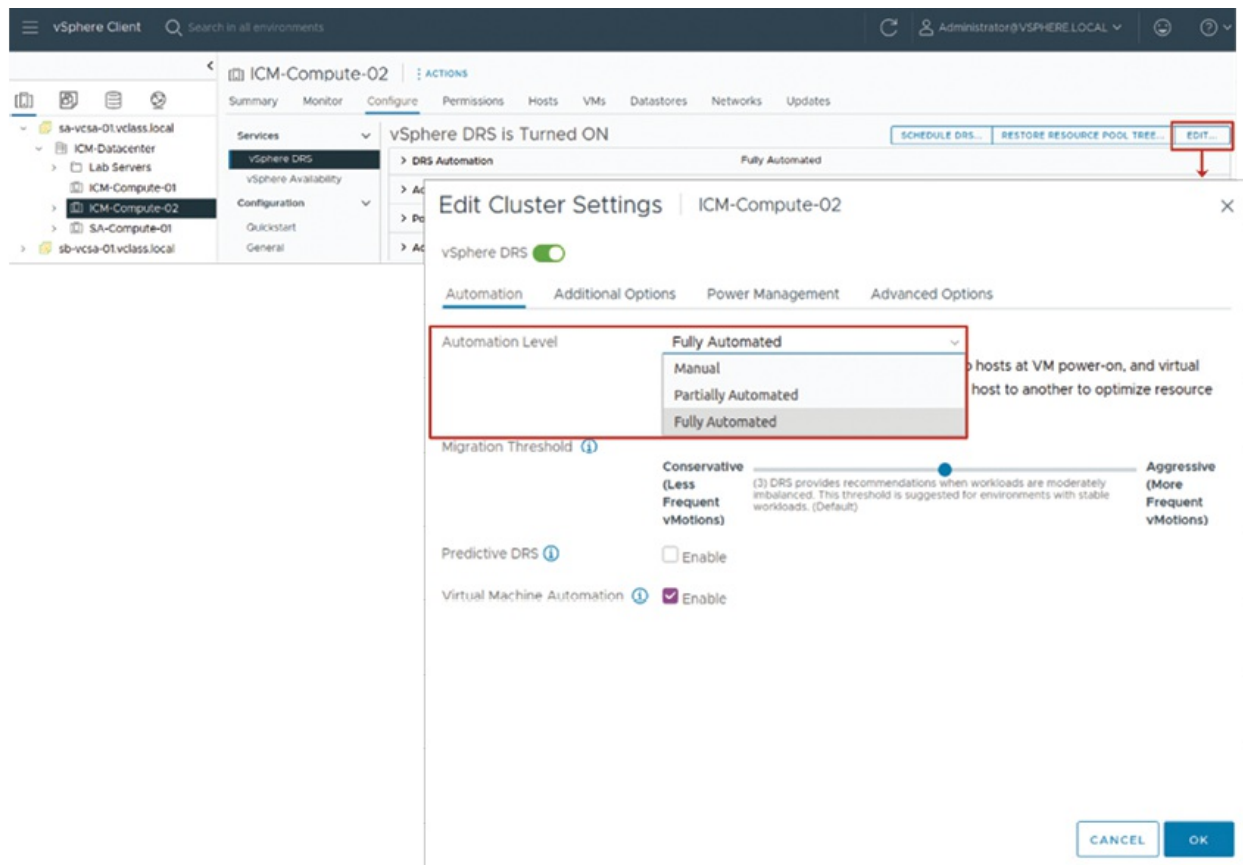 vSphere Client
Search in all environments
Administrator@VSPHERE.LOCAL
ICM-Compute-02
ACTIONS
Summary Monitor Configure Permissions Hosts VMs Datastores Networks Updates
sa-vcsa-01.vclass.local
ICM-Datacenter
Lab Servers
ICM-Compute-01
ICM-Compute-02
SA-Compute-01
sb-vcsa-01.vclass.local
Services
vSphere DRS
vSphere Availability
Configuration
Quickstart
General
vSphere DRS is Turned ON
SCHEDULE DRS... RESTORE RESOURCE POOL TREE... EDIT...
DRS Automation Fully Automated
Edit Cluster Settings ICM-Compute-02
vSphere DRS
Automation Additional Options Power Management Advanced Options
Automation Level Fully Automated
Manual
Partially Automated
Fully Automated
hosts at VM power-on, and virtual
host to another to optimize resource
Migration Threshold
Conservative
(Less
Frequent
vMotions)
(3) DRS provides recommendations when workloads are moderately
imbalanced. This threshold is suggested for environments with stable
workloads. (Default)
Aggressive
(More
Frequent
vMotions)
Predictive DRS Enable
Virtual Machine Automation Enable
CANCEL OK